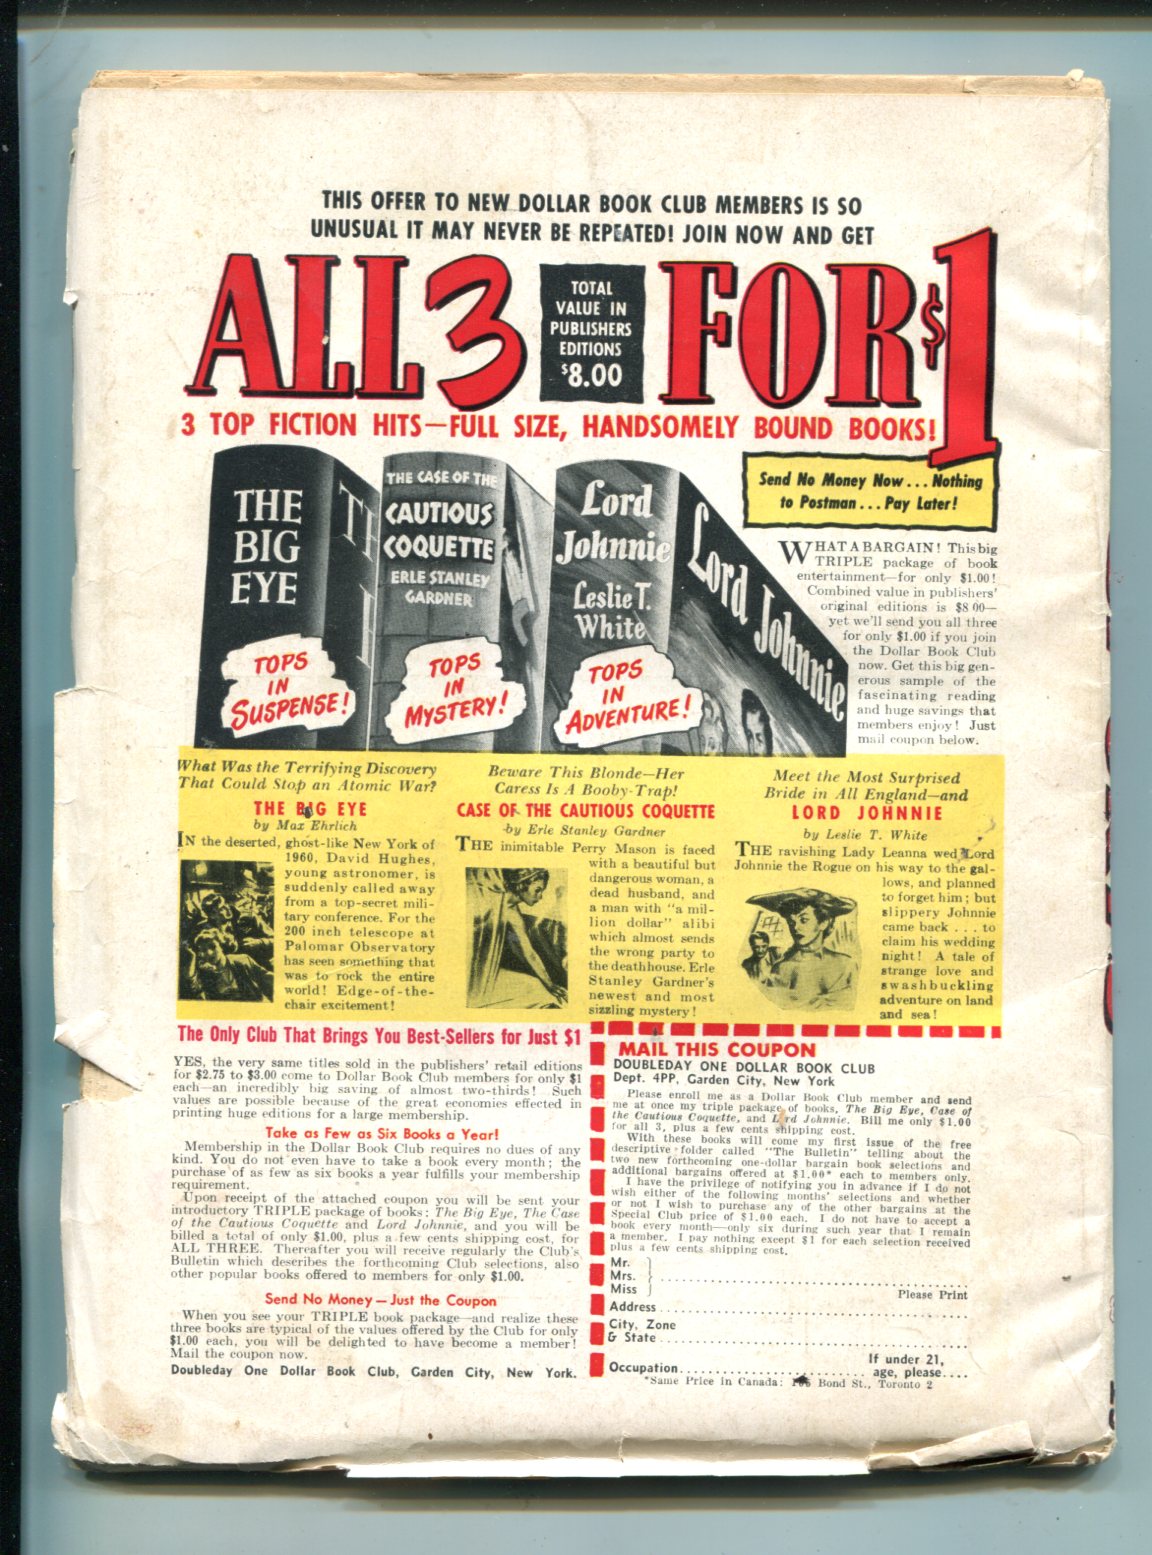 THIS OFFER TO NEW DOLLAR BOOK CLUB MEMBERS IS SO
UNUSUAL IT MAY NEVER BE REPEATED! JOIN NOW AND GET
ALL 3
TOTAL
VALUE IN
PUBLISHERS
EDITIONS
$8.00
FOR $1
3 TOP FICTION HITS—FULL SIZE, HANDSOMELY BOUND BOOKS!
THE
BIG
EYE
TOPS
IN
SUSPENSE!
THE CASE OF THE
CAUTIOUS
COQUETTE
ERLE STANLEY
GARDNER
TOPS
IN
MYSTERY!
Lord
Johnnie
Leslie T.
White
TOPS
IN
ADVENTURE!
Lord Johnnie
Send No Money Now...Nothing
to Postman...Pay Later!
WHAT A BARGAIN! This big
TRIPLE package of book
entertainment—for only $1.00!
Combined value in publishers'
original editions is $8 00—
yet we'll send you all three
for only $1.00 if you join
the Dollar Book Club
now. Get this big gen-
erous sample of the
fascinating reading
and huge savings that
members enjoy! Just
mail coupon below.
What Was the Terrifying Discovery
That Could Stop an Atomic War?
THE BIG EYE
by Max Ehrlich
IN the deserted, ghost-like New York of
1960, David Hughes,
young astronomer, is
suddenly called away
from a top-secret mili-
tary conference. For the
200 inch telescope at
Palomar Observatory
has seen something that
was to rock the entire
world! Edge-of-the-
chair excitement!
Beware This Blonde—Her
Caress Is A Booby-Trap!
CASE OF THE CAUTIOUS COQUETTE
by Erle Stanley Gardner
THE inimitable Perry Mason is faced
with a beautiful but
dangerous woman, a
dead husband, and
a man with "a mil-
lion dollar" alibi
which almost sends
the wrong party to
the deathhouse. Erle
Stanley Gardner's
newest and most
sizzling mystery!
Meet the Most Surprised
Bride in All England—and
LORD JOHNNIE
by Leslie T. White
THE ravishing Lady Leanna wed Lord
Johnnie the Rogue on his way to the gal-
lows, and planned
to forget him; but
slippery Johnnie
came back . . . to
claim his wedding
night! A tale of
strange love and
swashbuckling
adventure on land
and sea!
The Only Club That Brings You Best-Sellers for Just $1
YES, the very same titles sold in the publishers' retail editions
for $2.75 to $3.00 come to Dollar Book Club members for only $1
each—an incredibly big saving of almost two-thirds! Such
values are possible because of the great economies effected in
printing huge editions for a large membership.
Take as Few as Six Books a Year!
Membership in the Dollar Book Club requires no dues of any
kind. You do not even have to take a book every month; the
purchase of as few as six books a year fulfills your membership
requirement.
Upon receipt of the attached coupon you will be sent your
introductory TRIPLE package of books: The Big Eye, The Case
of the Cautious Coquette and Lord Johnnie, and you will be
billed a total of only $1.00, plus a few cents shipping cost, for
ALL THREE. Thereafter you will receive regularly the Club's
Bulletin which describes the forthcoming Club selections, also
other popular books offered to members for only $1.00.
Send No Money—Just the Coupon
When you see your TRIPLE book package—and realize these
three books are typical of the values offered by the Club for only
$1.00 each, you will be delighted to have become a member!
Mail the coupon now.
Doubleday One Dollar Book Club, Garden City, New York.
MAIL THIS COUPON
DOUBLEDAY ONE DOLLAR BOOK CLUB
Dept. 4PP, Garden City, New York
Please enroll me as a Dollar Book Club member and send
me at once my triple package of books, The Big Eye, Case of
the Cautious Coquette, and Lord Johnnie. Bill me only $1.00
for all 3, plus a few cents shipping cost.
With these books will come my first issue of the free
descriptive folder called "The Bulletin" telling about the
two new forthcoming one-dollar bargain book selections and
additional bargains offered at $1.00* each to members only.
I have the privilege of notifying you in advance if I do not
wish either of the following months' selections and whether
or not I wish to purchase any of the other bargains at the
Special Club price of $1.00 each. I do not have to accept a
book every month—only six during such year that I remain
a member. I pay nothing except $1 for each selection received
plus a few cents shipping cost.
Mr.
Mrs.
Miss
Please Print
Address
City, Zone
& State
Occupation
If under 21,
age, please....
*Same Price in Canada: Bond St., Toronto 2